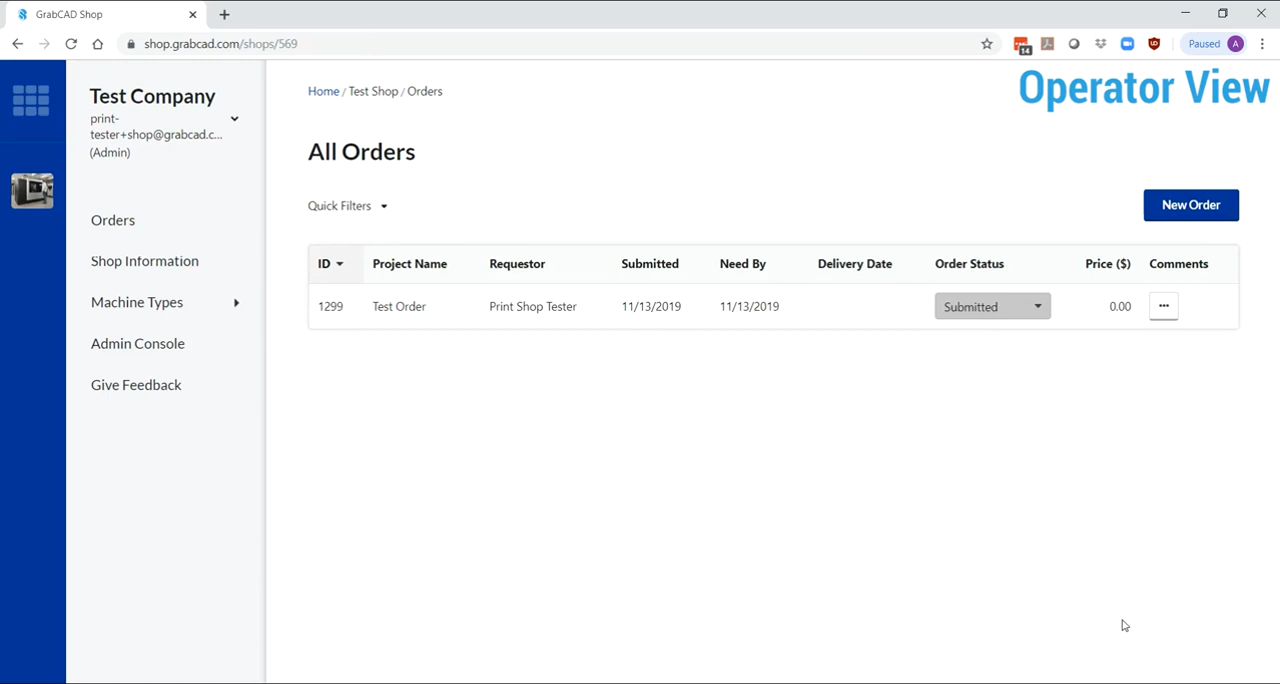 GrabCAD Shop
shop.grabcad.com/shops/569
14
Paused A
Operator View
Test Company
print-
tester+shop@grabcad.c...
(Admin)
Orders
Shop Information
Machine Types
Admin Console
Give Feedback
Home / Test Shop / Orders
All Orders
Quick Filters
New Order
ID Project Name Requestor Submitted Need By Delivery Date Order Status Price ($) Comments
1299 Test Order Print Shop Tester 11/13/2019 11/13/2019 Submitted 0.00 ...